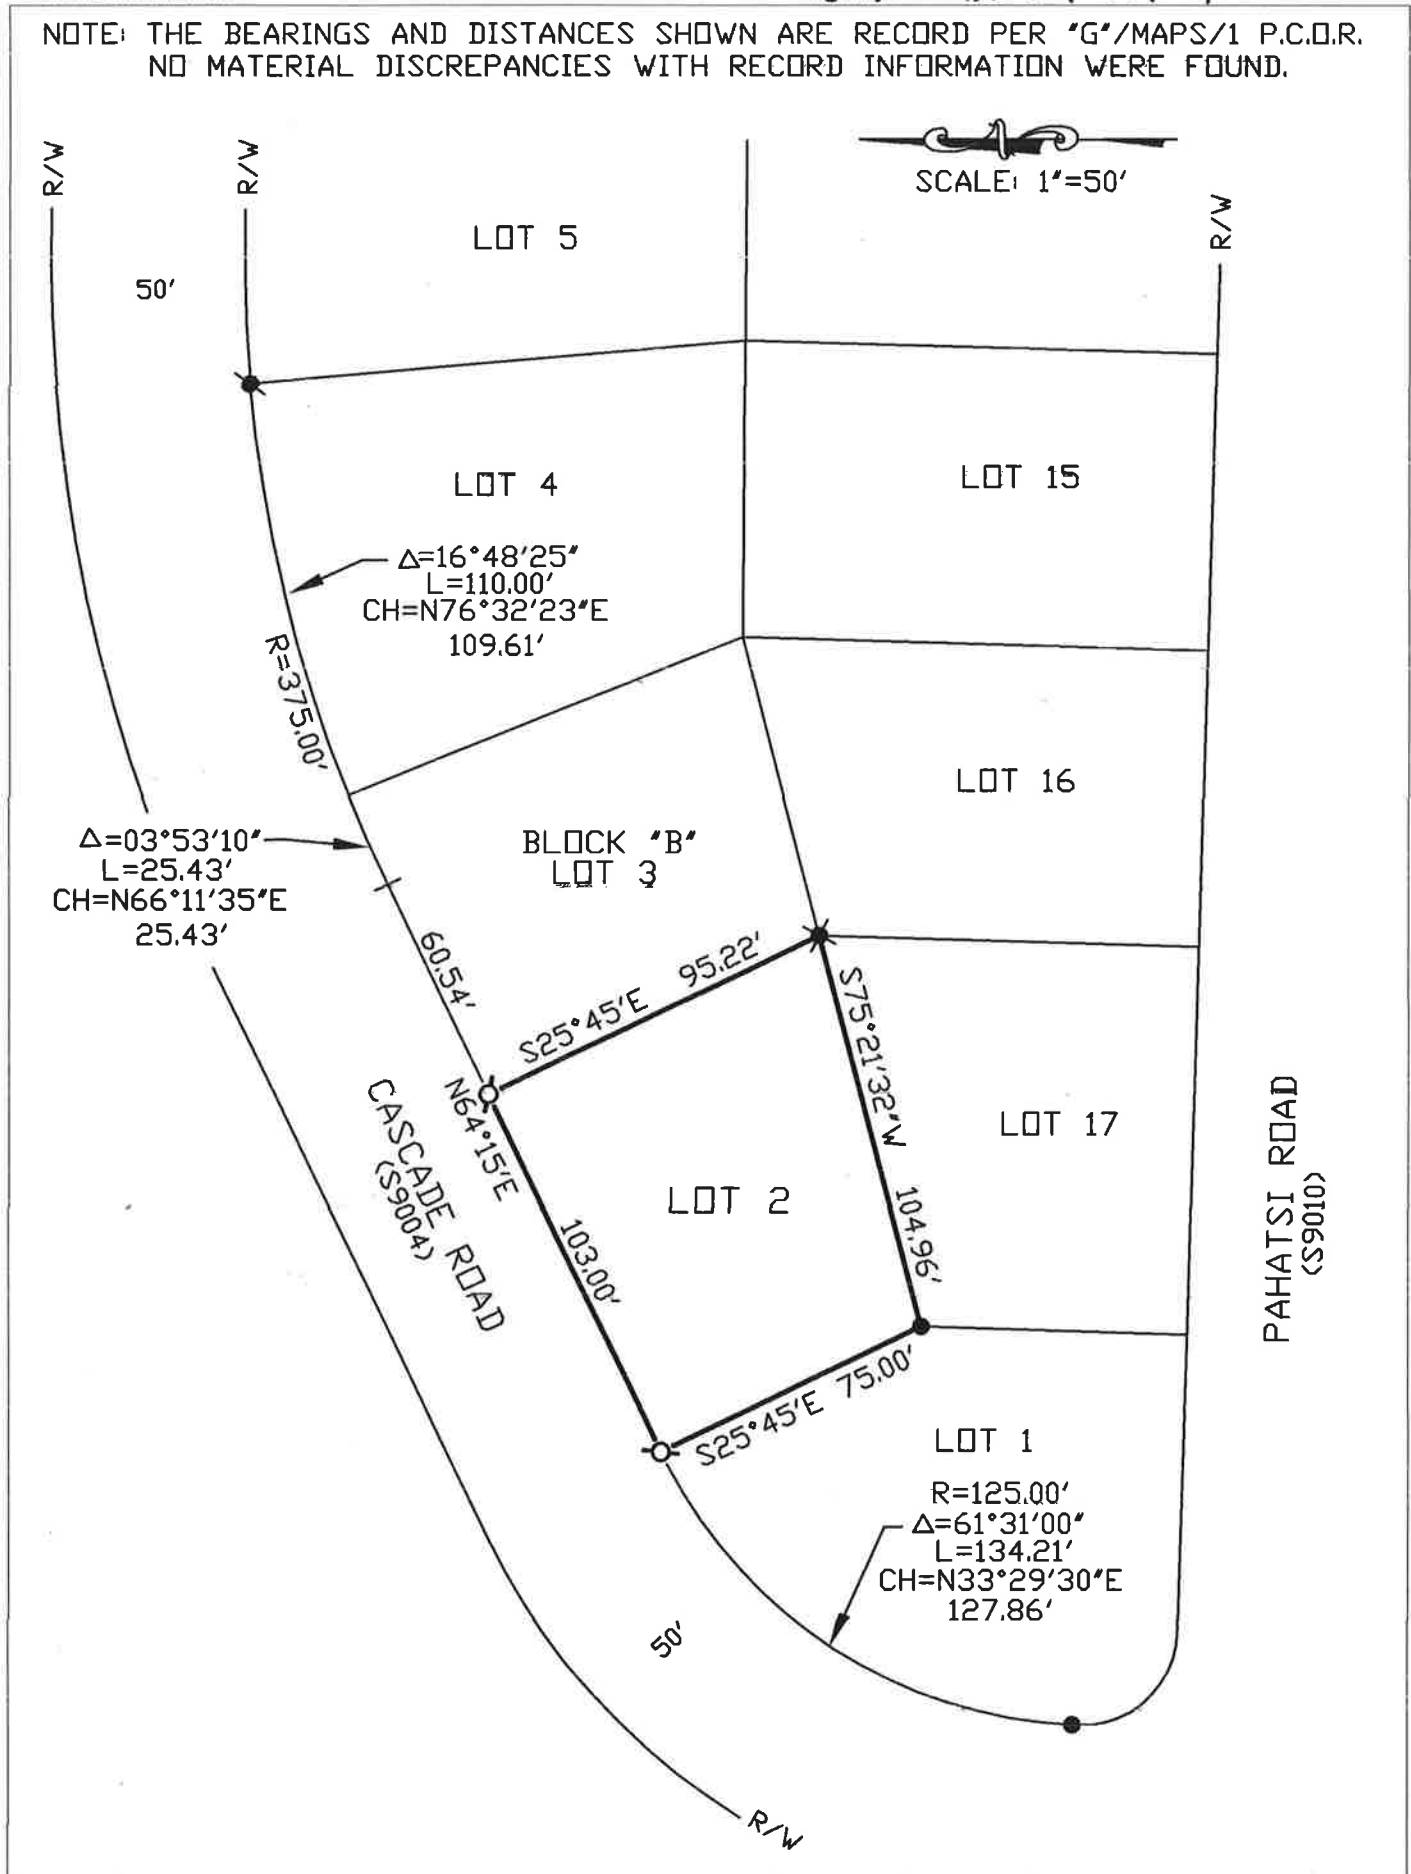 NOTE: THE BEARINGS AND DISTANCES SHOWN ARE RECORD PER "G"/MAPS/1 P.C.O.R.
NO MATERIAL DISCREPANCIES WITH RECORD INFORMATION WERE FOUND.
R/W
R/W
SCALE: 1"=50'
R/W
LOT 5
50'
LOT 4
LOT 15
Δ=16°48'25"
L=110.00'
CH=N76°32'23"E
109.61'
R=375.00'
LOT 16
Δ=03°53'10"
L=25.43'
CH=N66°11'35"E
25.43'
BLOCK "B"
LOT 3
60.54'
S25°45'E 95.22'
S75°21'32"W 104.96'
N64°15'E 103.00'
CASCADE ROAD
(S9004)
LOT 2
LOT 17
PAHATSI ROAD
(S9010)
S25°45'E 75.00'
LOT 1
R=125.00'
Δ=61°31'00"
L=134.21'
CH=N33°29'30"E
127.86'
50'
R/W